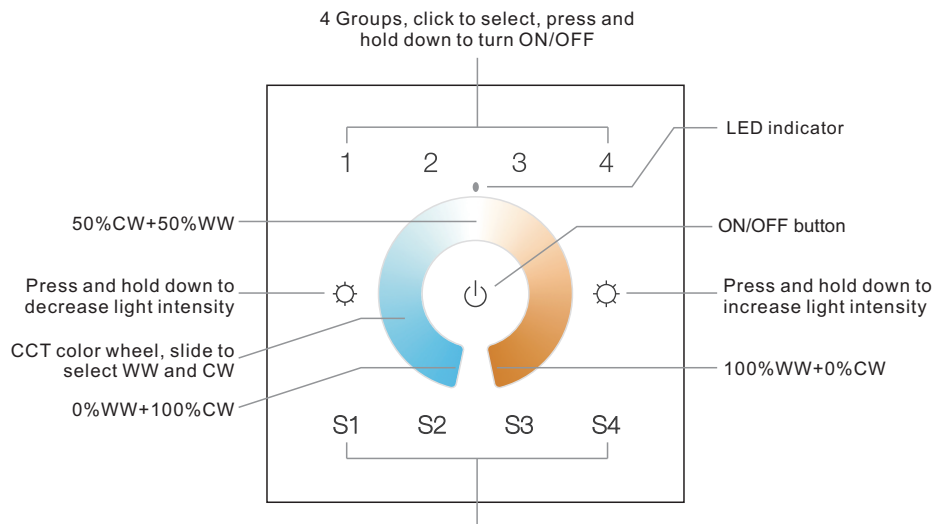 4 Groups, click to select, press and
hold down to turn ON/OFF
LED indicator
1 2 3 4
50%CW+50%WW
ON/OFF button
Press and hold down to
decrease light intensity
Press and hold down to
increase light intensity
CCT color wheel, slide to
select WW and CW
100%WW+0%CW
0%WW+100%CW
S1 S2 S3 S4